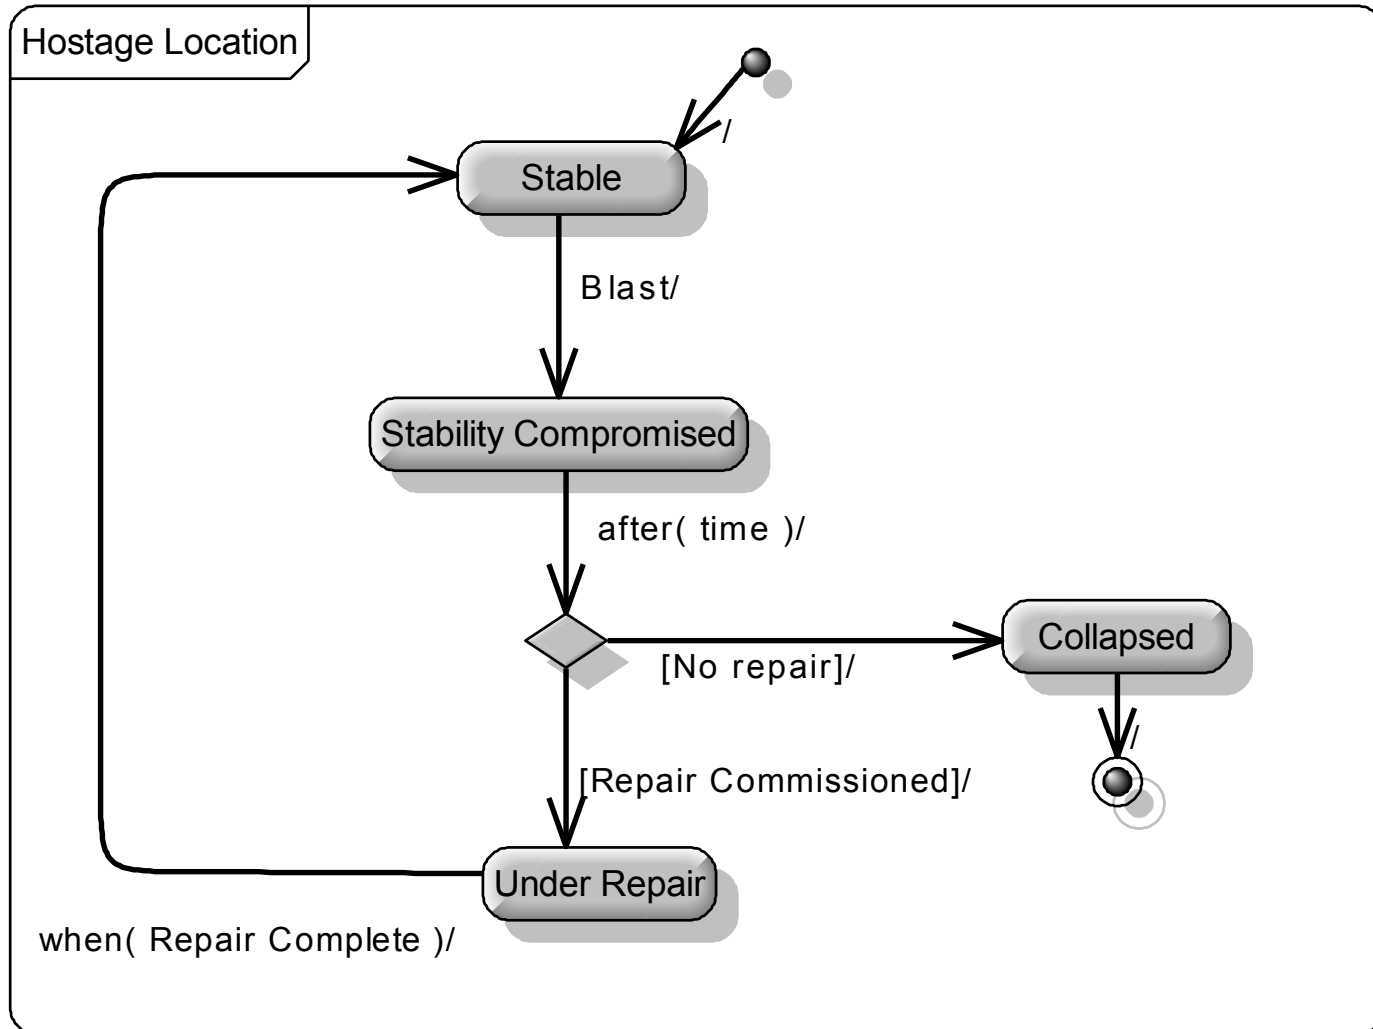 Hostage Location
/
Stable
Blast/
Stability Compromised
after( time )/
[No repair]/
Collapsed
/
[Repair Commissioned]/
Under Repair
when( Repair Complete )/